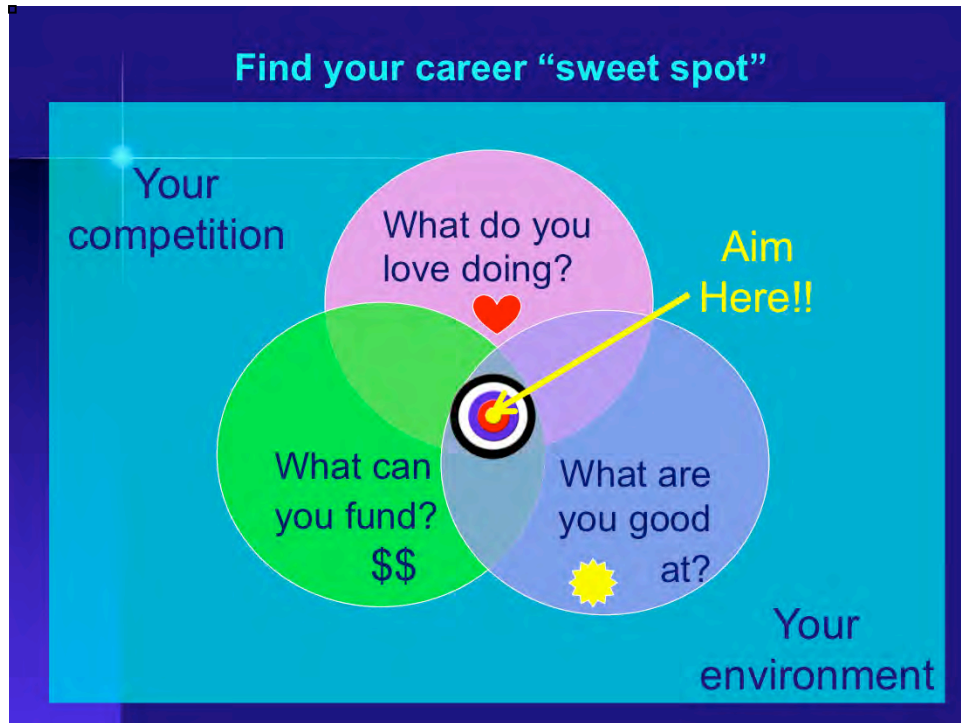 Find your career “sweet spot”
Your
competition
What do you
love doing?
Aim
Here!!
What can
you fund?
$$
What are
you good
at?
Your
environment